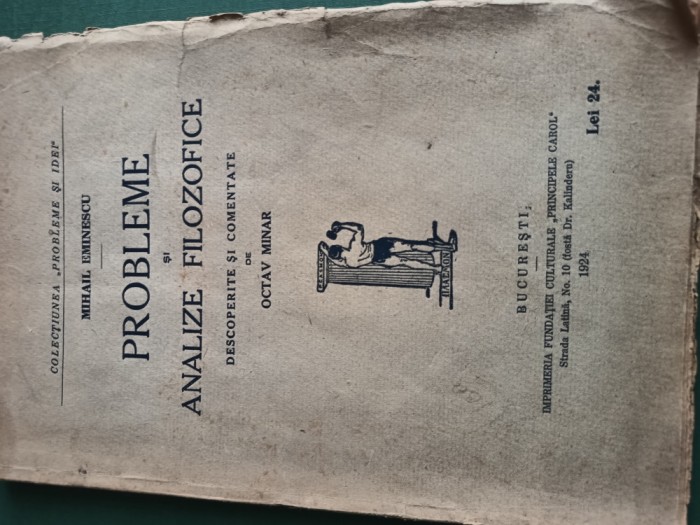 COLECȚIUNEA „PROBLEME ȘI IDEI"
MIHAIL EMINESCU
PROBLEME
ȘI
ANALIZE FILOZOFICE
DESCOPERITE ȘI COMENTATE
DE
OCTAV MINAR
BUCUREȘTI
IMPRIMERIA FUNDAȚIEI CULTURALE „PRINCIPELE CAROL"
Strada Latină, No. 10 (fostă Dr. Kalinderu)
1924
Lei 24.